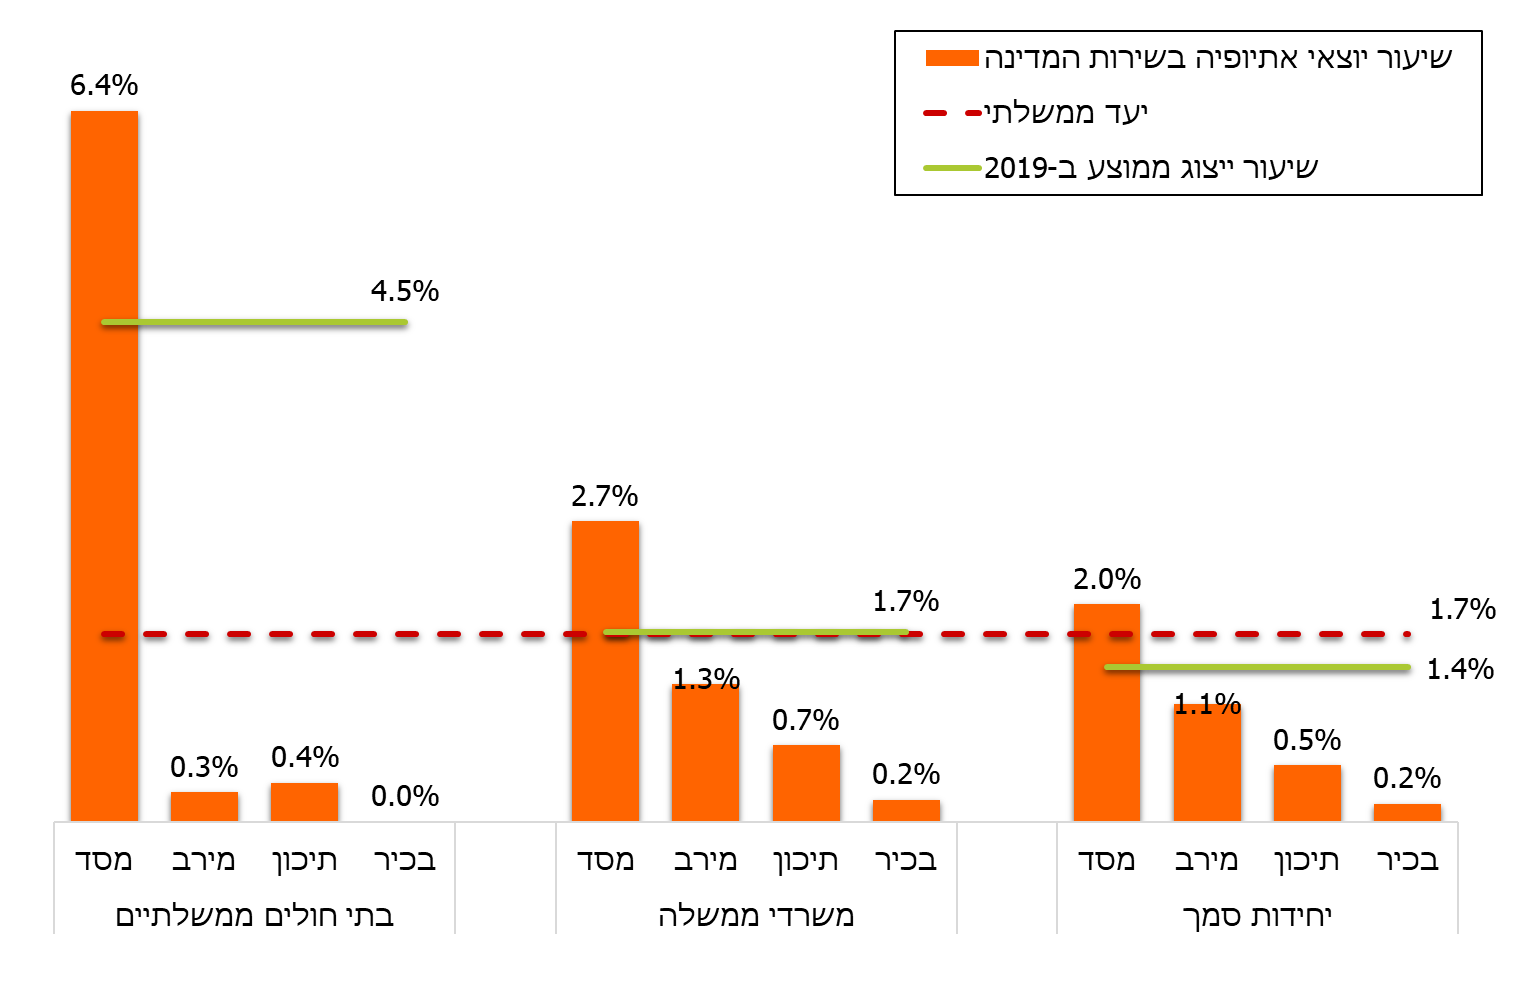 שיעור יוצאי אתיופיה בשירות המדינה
יעד ממשלתי
שיעור ייצוג ממוצע ב-2019
6.4%
4.5%
0.3%
0.4%
0.0%
2.7%
1.7%
1.3%
0.7%
0.2%
2.0%
1.7%
1.4%
1.1%
0.5%
0.2%
מסד מירב תיכון בכיר
בתי חולים ממשלתיים
מסד מירב תיכון בכיר
משרדי ממשלה
מסד מירב תיכון בכיר
יחידות סמך